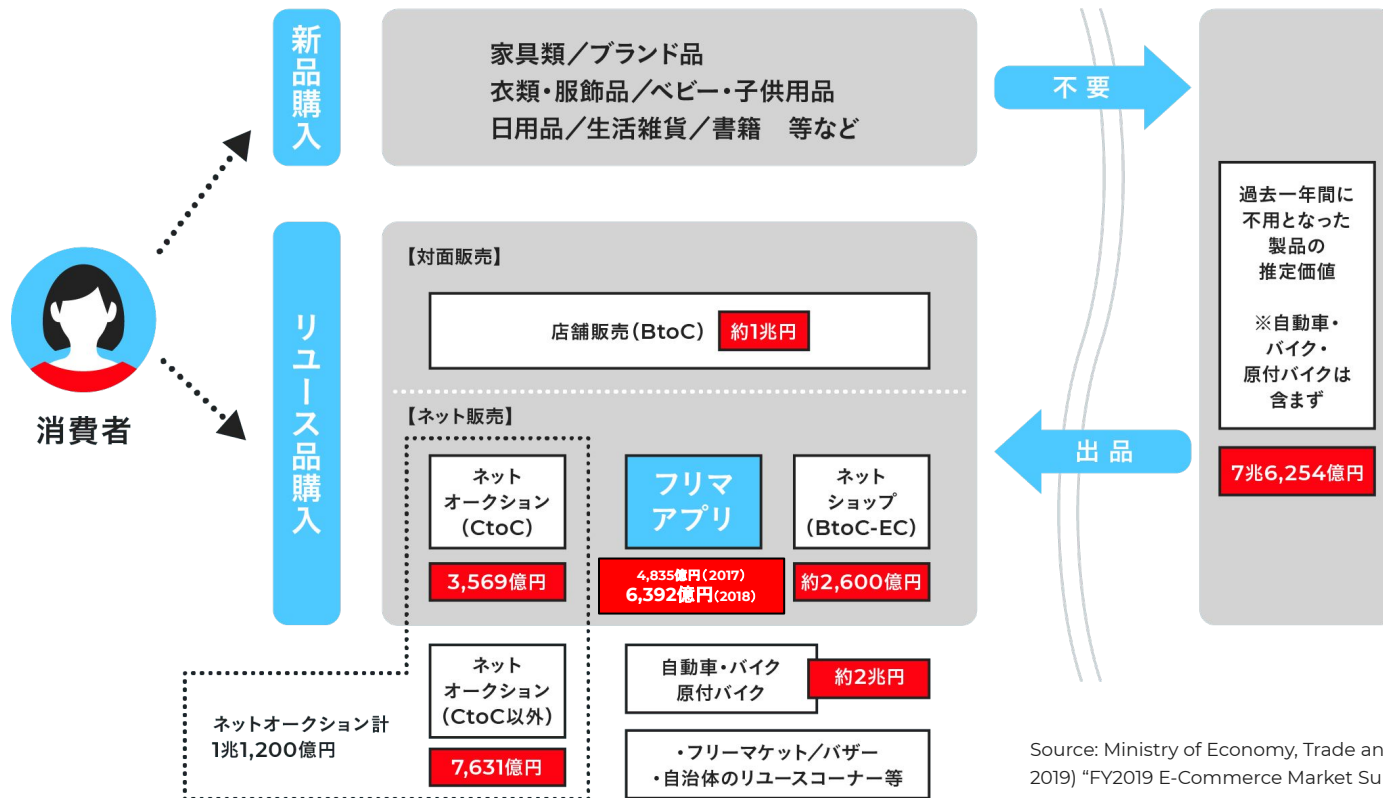 新品購入
家具類／ブランド品
衣類・服飾品／ベビー・子供用品
日用品／生活雑貨／書籍　等など
不要
過去一年間に
不用となった
製品の
推定価値
※自動車・
バイク・
原付バイクは
含まず
7兆6,254億円
出品
消費者
リユース品購入
【対面販売】
店舗販売（BtoC）
約1兆円
【ネット販売】
ネット
オークション
（CtoC）
3,569億円
フリマ
アプリ
4,835億円（2017）
6,392億円（2018）
ネット
ショップ
（BtoC-EC）
約2,600億円
ネット
オークション
（CtoC以外）
7,631億円
ネットオークション計
1兆1,200億円
自動車・バイク
原付バイク
約2兆円
・フリーマケット／バザー
・自治体のリユースコーナー等
Source: Ministry of Economy, Trade an
2019) “FY2019 E-Commerce Market Su